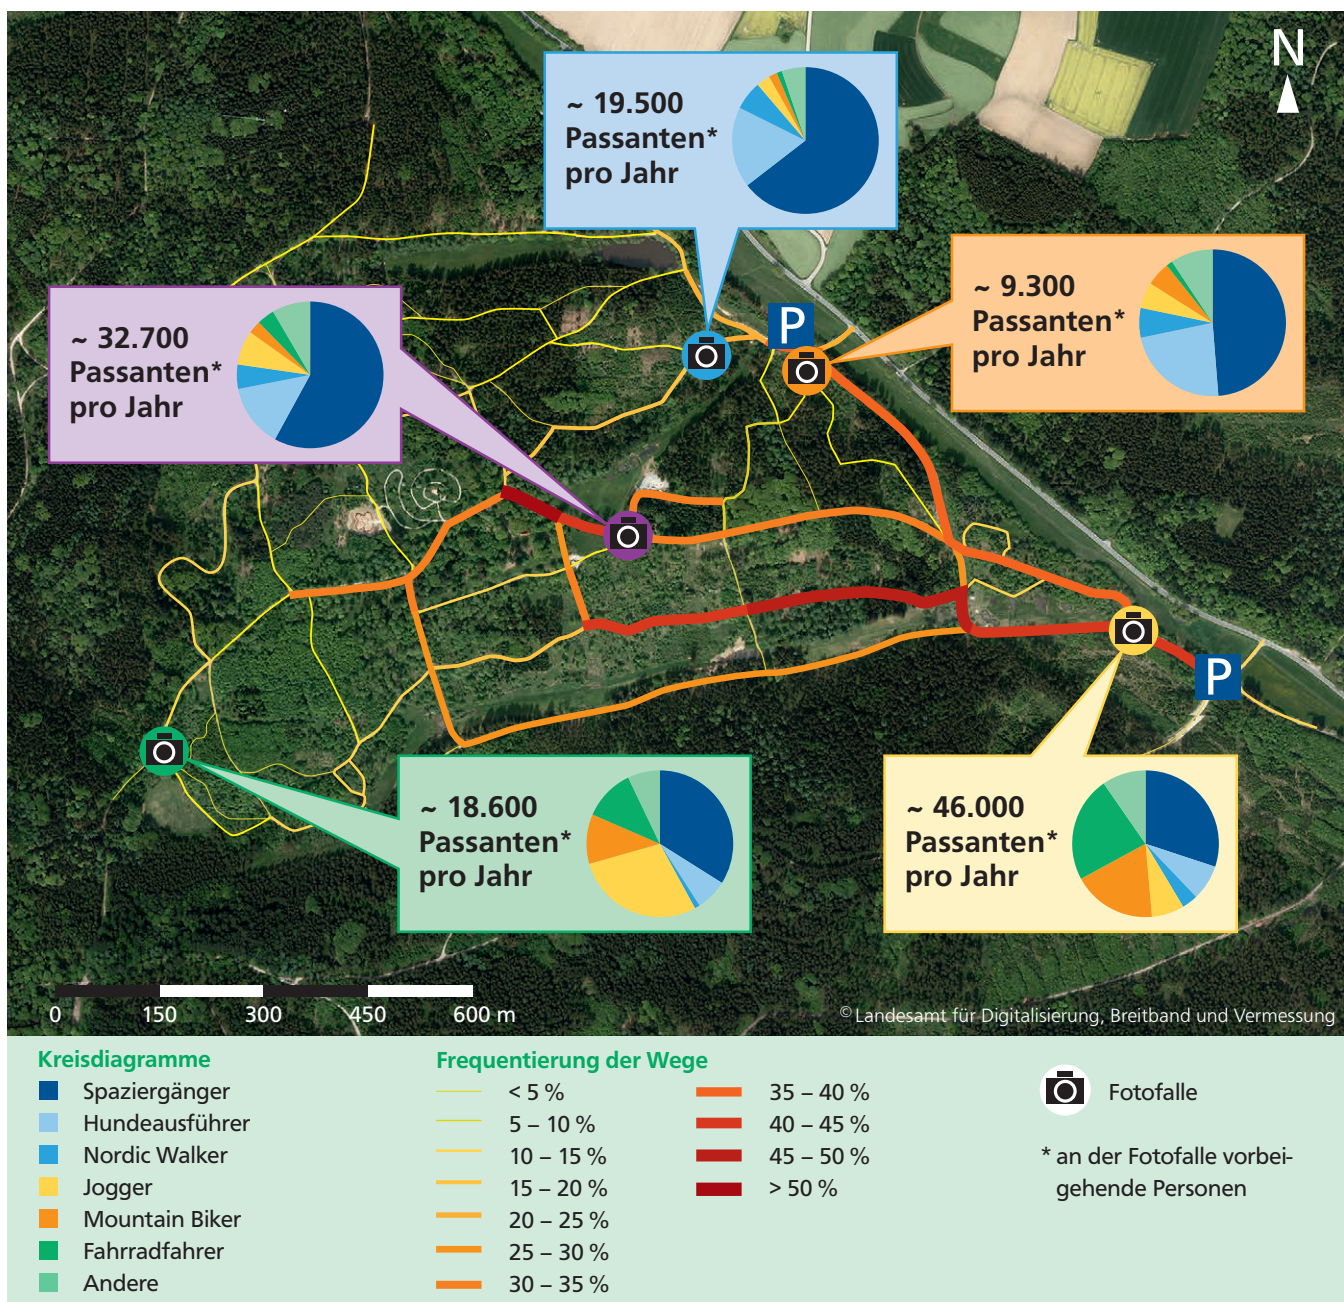 N
~ 19.500
Passanten*
pro Jahr
~ 9.300
Passanten*
pro Jahr
P
~ 32.700
Passanten*
pro Jahr
P
~ 18.600
Passanten*
pro Jahr
~ 46.000
Passanten*
pro Jahr
0 150 300 450 600 m
© Landesamt für Digitalisierung, Breitband und Vermessung
Kreisdiagramme
Spaziergänger
Hundeausführer
Nordic Walker
Jogger
Mountain Biker
Fahrradfahrer
Andere
Frequentierung der Wege
< 5 %
5 – 10 %
10 – 15 %
15 – 20 %
20 – 25 %
25 – 30 %
30 – 35 %
35 – 40 %
40 – 45 %
45 – 50 %
> 50 %
Fotofalle
* an der Fotofalle vorbei-
gehende Personen